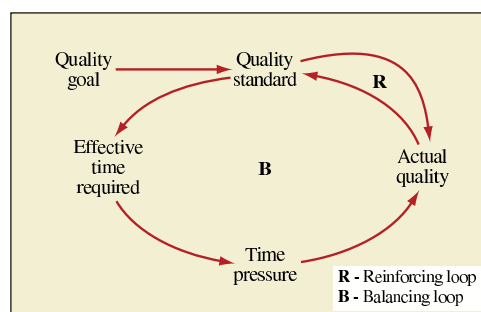 Quality
goal
Quality
standard
R
Effective
time
required
B
Actual
quality
Time
pressure
R - Reinforcing loop
B - Balancing loop